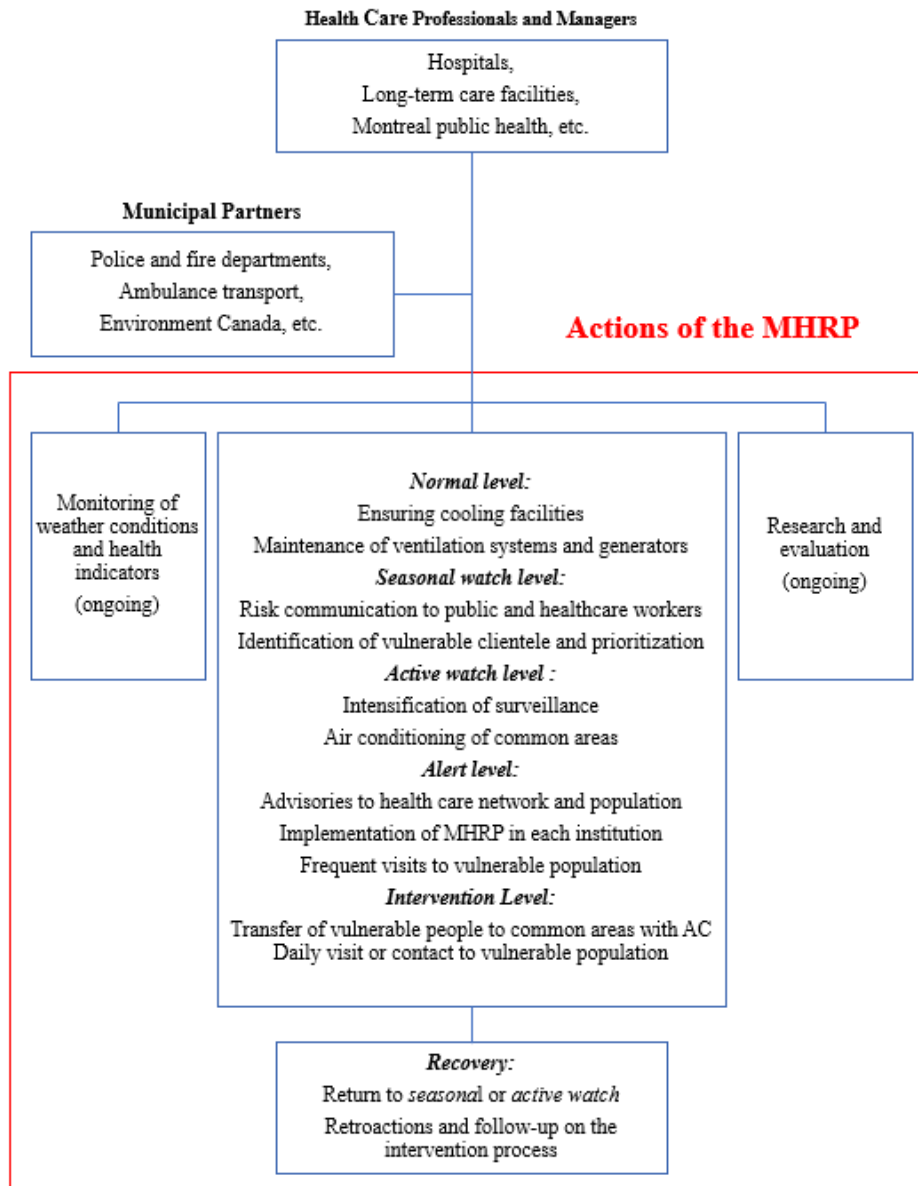 Health Care Professionals and Managers
Hospitals,
Long-term care facilities,
Montreal public health, etc.
Municipal Partners
Police and fire departments,
Ambulance transport,
Environment Canada, etc.
Actions of the MHRP
Monitoring of
weather conditions
and health
indicators
(ongoing)
Normal level:
Ensuring cooling facilities
Maintenance of ventilation systems and generators
Seasonal watch level:
Risk communication to public and healthcare workers
Identification of vulnerable clientele and prioritization
Active watch level :
Intensification of surveillance
Air conditioning of common areas
Alert level:
Advisories to health care network and population
Implementation of MHRP in each institution
Frequent visits to vulnerable population
Intervention Level:
Transfer of vulnerable people to common areas with AC
Daily visit or contact to vulnerable population
Research and
evaluation
(ongoing)
Recovery:
Return to seasonal or active watch
Retroactions and follow-up on the
intervention process